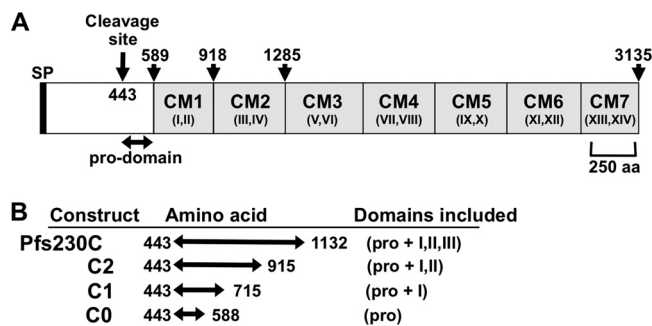 A
Cleavage
site
589 918 1285 3135
SP
443
CM1 CM2 CM3 CM4 CM5 CM6 CM7
(I,II) (III,IV) (V,VI) (VII,VIII) (IX,X) (XI,XII) (XIII,XIV)
pro-domain
250 aa
B
Construct Amino acid Domains included
Pfs230C 443 1132 (pro + I,II,III)
C2 443 915 (pro + I,II)
C1 443 715 (pro + I)
C0 443 588 (pro)